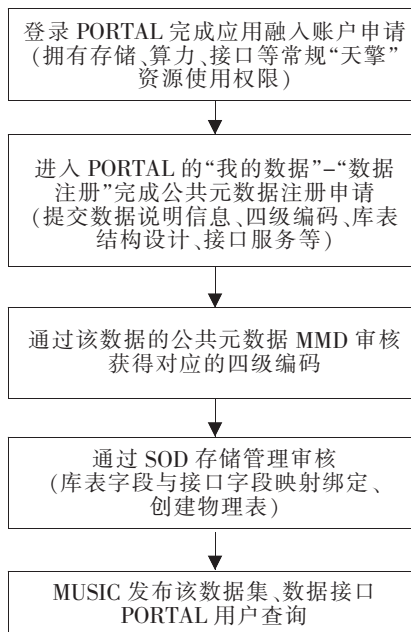 登录 PORTAL 完成应用融入账户申请
(拥有存储、算力、接口等常规“天擎”
资源使用权限)
进入 PORTAL 的“我的数据”–“数据
注册”完成公共元数据注册申请
(提交数据说明信息、四级编码、库表
结构设计、接口服务等)
通过该数据的公共元数据 MMD 审核
获得对应的四级编码
通过 SOD 存储管理审核
(库表字段与接口字段映射绑定、
创建物理表)
MUSIC 发布该数据集、数据接口
PORTAL 用户查询